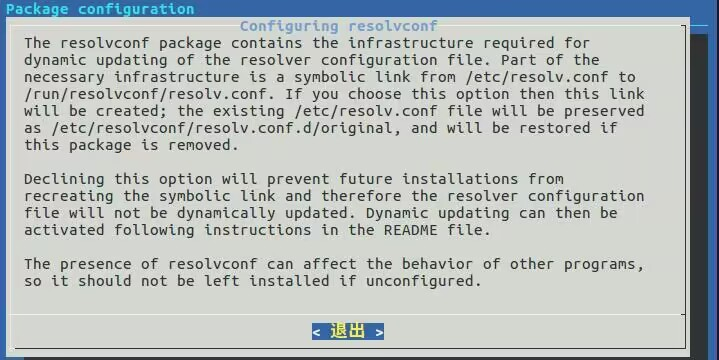 Package configuration
Configuring resolvconf
The resolvconf package contains the infrastructure required for
dynamic updating of the resolver configuration file. Part of the
necessary infrastructure is a symbolic link from /etc/resolv.conf to
/run/resolvconf/resolv.conf. If you choose this option then this link
will be created; the existing /etc/resolv.conf file will be preserved
as /etc/resolvconf/resolv.conf.d/original, and will be restored if
this package is removed.
Declining this option will prevent future installations from
recreating the symbolic link and therefore the resolver configuration
file will not be dynamically updated. Dynamic updating can then be
activated following instructions in the README file.
The presence of resolvconf can affect the behavior of other programs,
so it should not be left installed if unconfigured.
< 退出 >